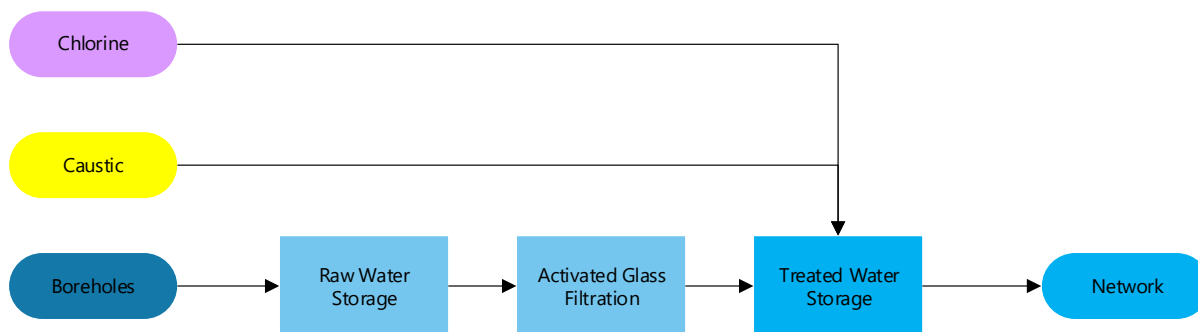 Chlorine
Caustic
Boreholes
Raw Water
Storage
Activated Glass
Filtration
Treated Water
Storage
Network